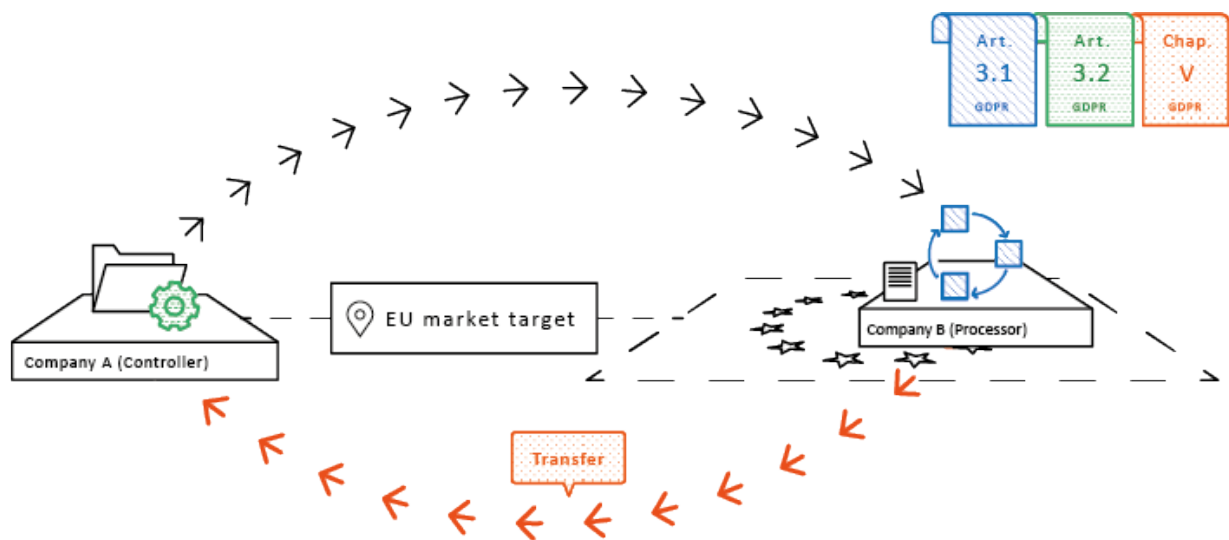 Art.
3.1
GDPR
Art.
3.2
GDPR
Chap.
V
GDPR
EU market target
Company B (Processor)
Company A (Controller)
Transfer